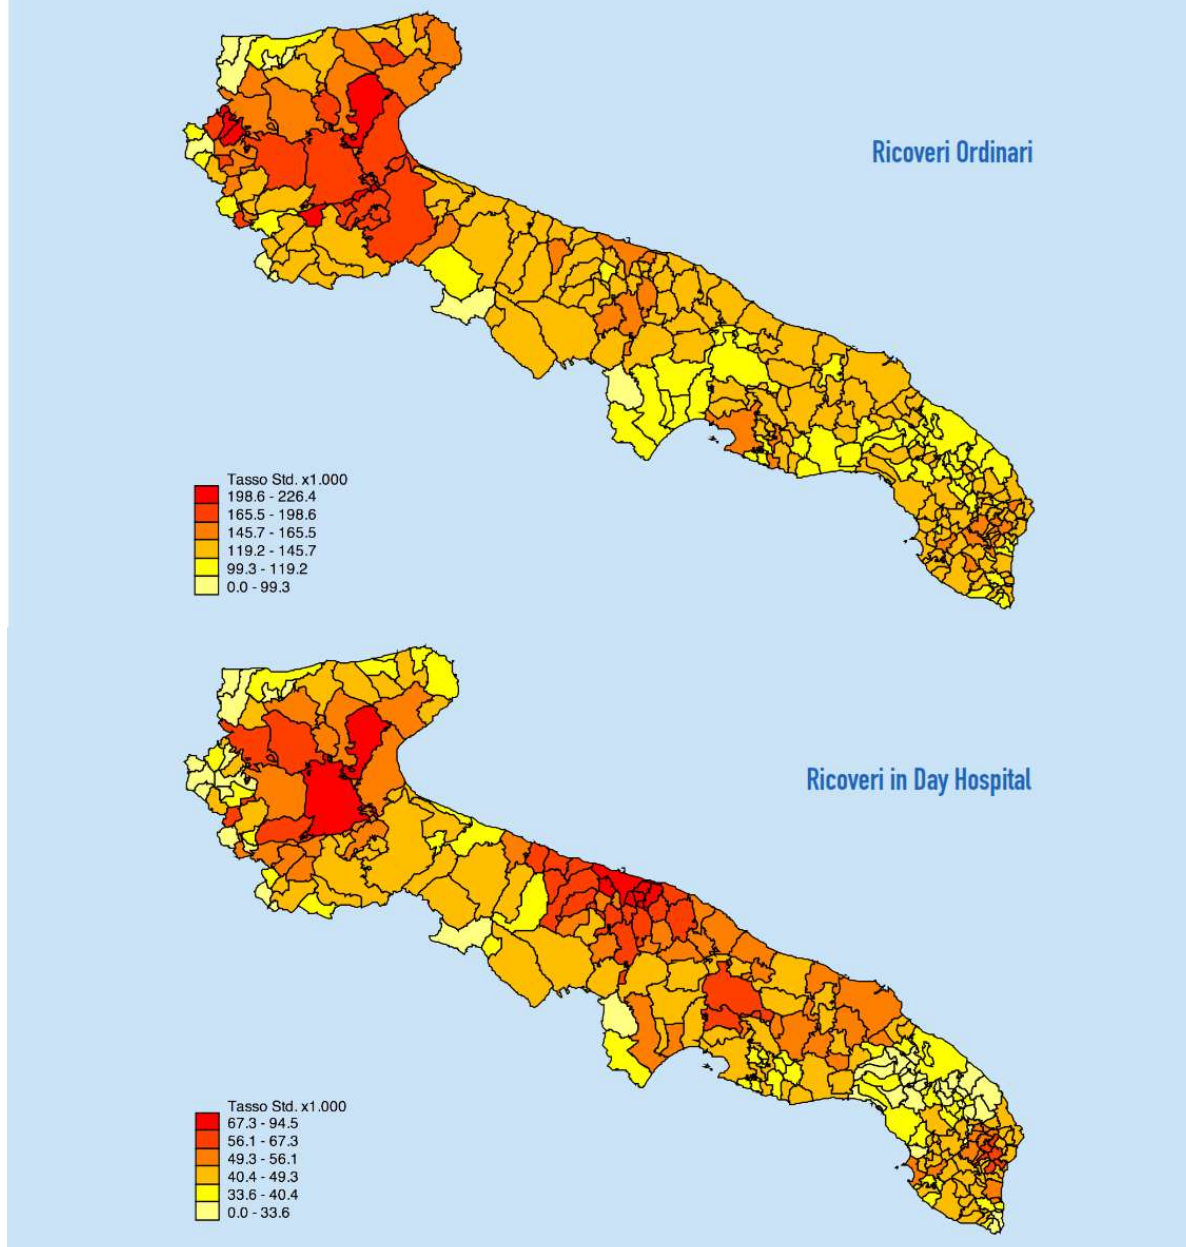 Ricoveri Ordinari
Tasso Std. x1.000
198.6 - 226.4
165.5 - 198.6
145.7 - 165.5
119.2 - 145.7
99.3 - 119.2
0.0 - 99.3
Ricoveri in Day Hospital
Tasso Std. x1.000
67.3 - 94.5
56.1 - 67.3
49.3 - 56.1
40.4 - 49.3
33.6 - 40.4
0.0 - 33.6